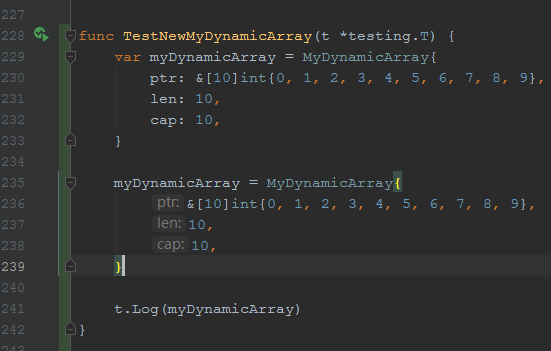 227
228 func TestNewMyDynamicArray(t *testing.T) {
229 var myDynamicArray = MyDynamicArray{
230 ptr: &[10]int{0, 1, 2, 3, 4, 5, 6, 7, 8, 9},
231 len: 10,
232 cap: 10,
233 }
234
235 myDynamicArray = MyDynamicArray{
236 ptr: &[10]int{0, 1, 2, 3, 4, 5, 6, 7, 8, 9},
237 len: 10,
238 cap: 10,
239 }
240
241 t.Log(myDynamicArray)
242 }
243